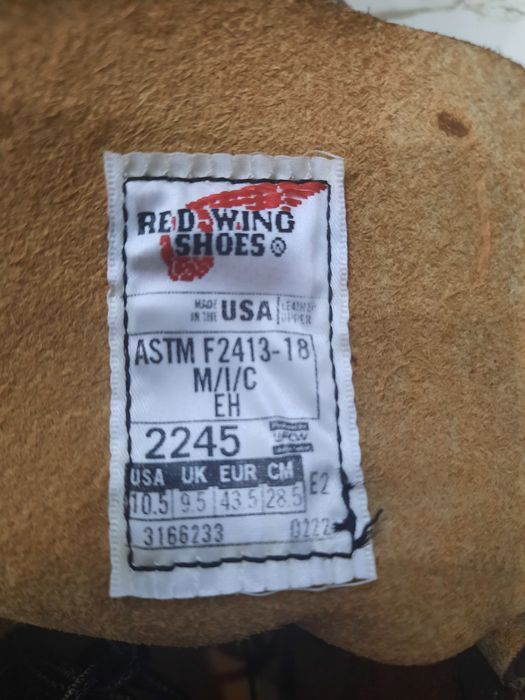 RED WING
SHOES®
MADE IN THE USA LEATHER UPPER
ASTM F2413-18
M/I/C
EH
2245
UFCW
USA UK EUR CM
10.5 9.5 43.5 28.5 E2
3166233 0222